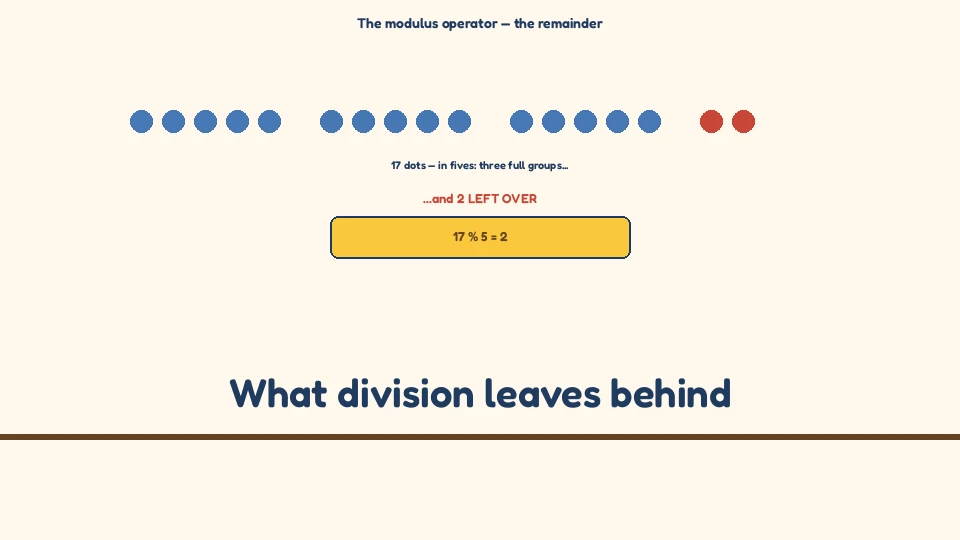 The modulus operator — the remainder
17 dots — in fives: three full groups...
...and 2 LEFT OVER
17 % 5 = 2
What division leaves behind